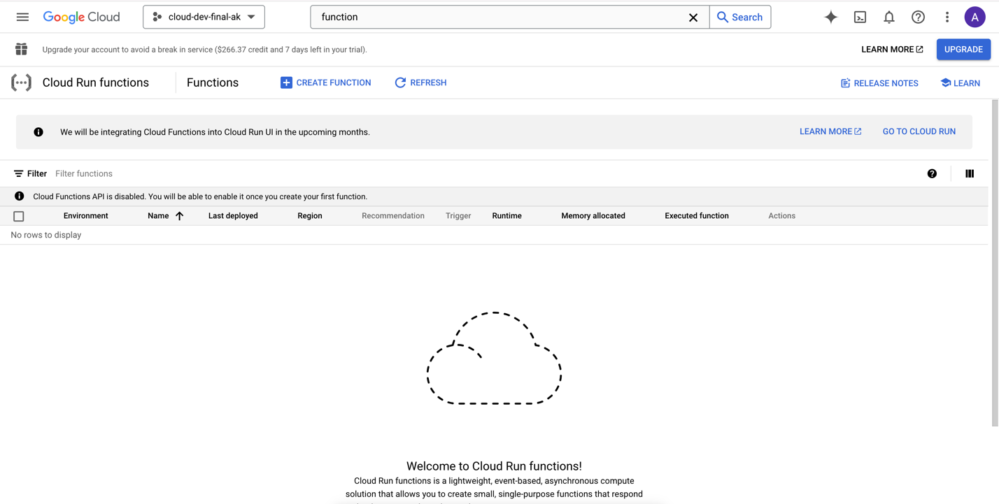 Google Cloud
cloud-dev-final-ak
function
Search
A
Upgrade your account to avoid a break in service ($266.37 credit and 7 days left in your trial).
LEARN MORE
UPGRADE
Cloud Run functions
Functions
CREATE FUNCTION
REFRESH
RELEASE NOTES
LEARN
We will be integrating Cloud Functions into Cloud Run UI in the upcoming months.
LEARN MORE
GO TO CLOUD RUN
Filter
Filter functions
Cloud Functions API is disabled. You will be able to enable it once you create your first function.
Environment
Name
Last deployed
Region
Recommendation
Trigger
Runtime
Memory allocated
Executed function
Actions
No rows to display
Welcome to Cloud Run functions!
Cloud Run functions is a lightweight, event-based, asynchronous compute
solution that allows you to create small, single-purpose functions that respond